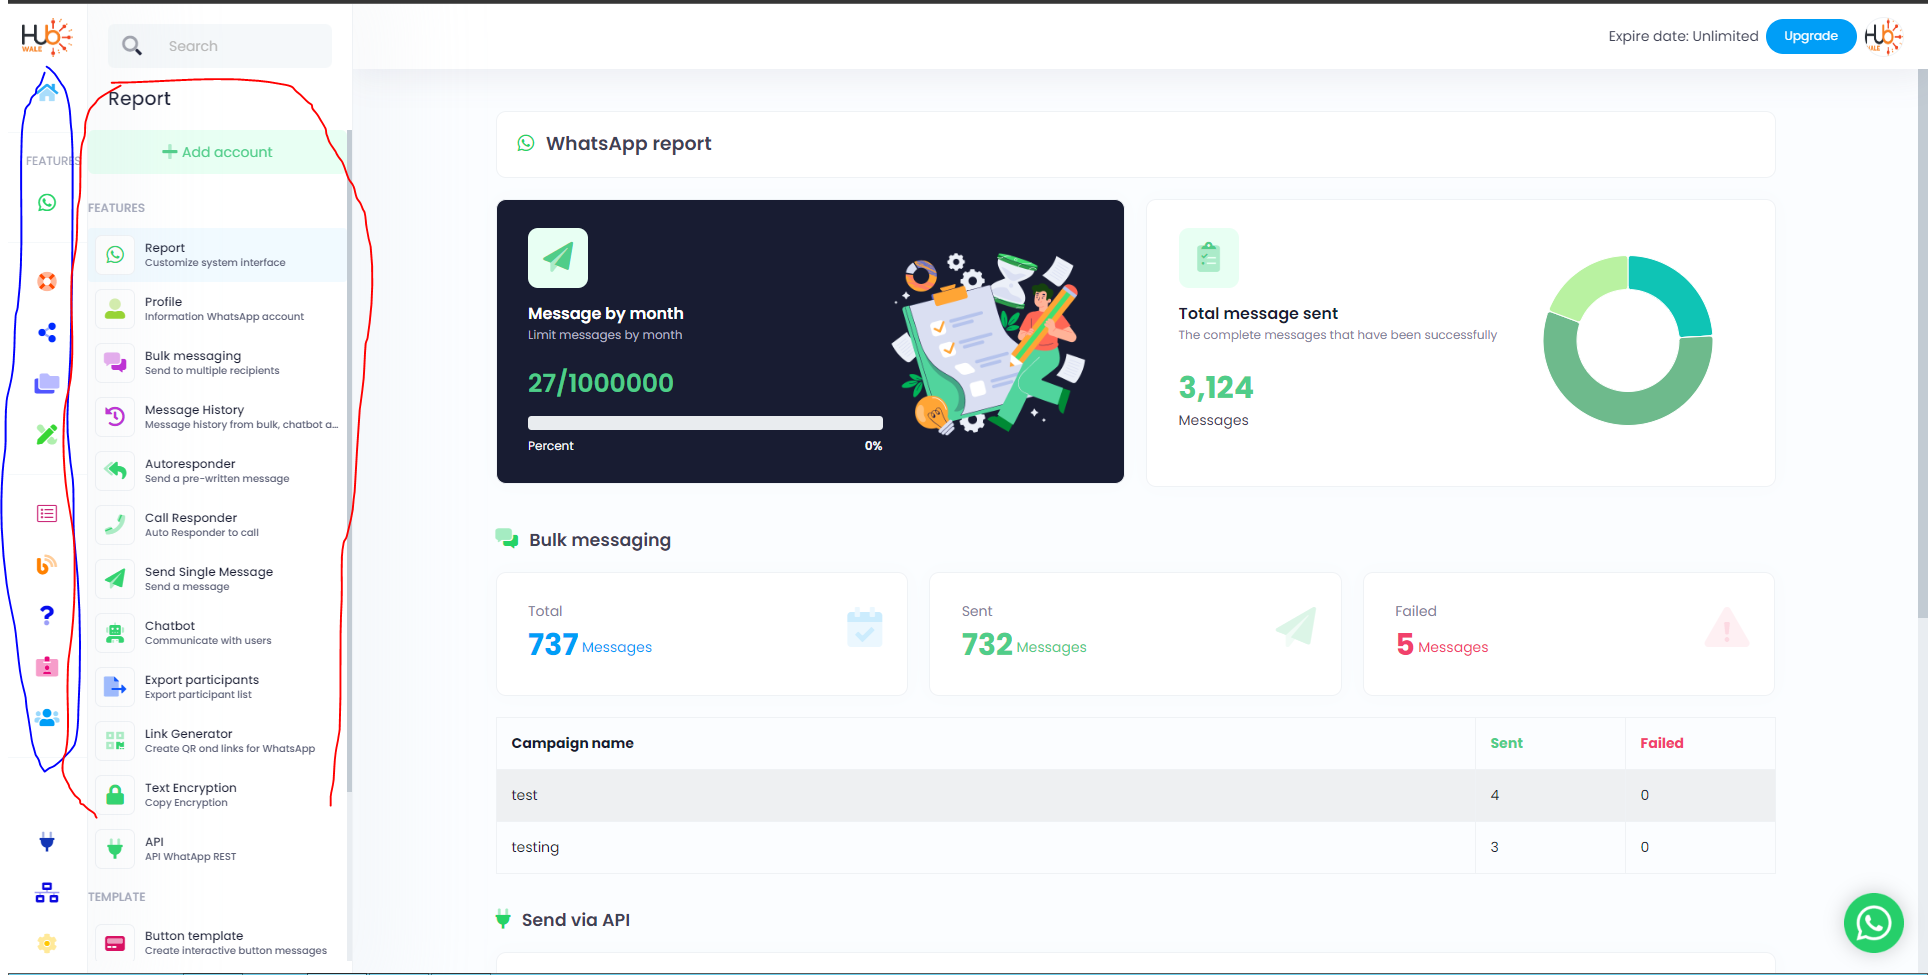 HUb
WALE
Search
Expire date: Unlimited
Upgrade
HUb
WALE
Report
FEATURES
Add account
FEATURES
Report
Customize system interface
Profile
Information WhatsApp account
Bulk messaging
Send to multiple recipients
Message History
Message history from bulk, chatbot a...
Autoresponder
Send a pre-written message
Call Responder
Auto Responder to call
Send Single Message
Send a message
Chatbot
Communicate with users
Export participants
Export participant list
Link Generator
Create QR ond links for WhatsApp
Text Encryption
Copy Encryption
API
API WhatApp REST
TEMPLATE
Button template
Create interactive button messages
WhatsApp report
Message by month
Limit messages by month
27/1000000
Percent 0%
Total message sent
The complete messages that have been successfully
3,124
Messages
Bulk messaging
Total
737 Messages
Sent
732 Messages
Failed
5 Messages
Campaign name Sent Failed
test 4 0
testing 3 0
Send via API